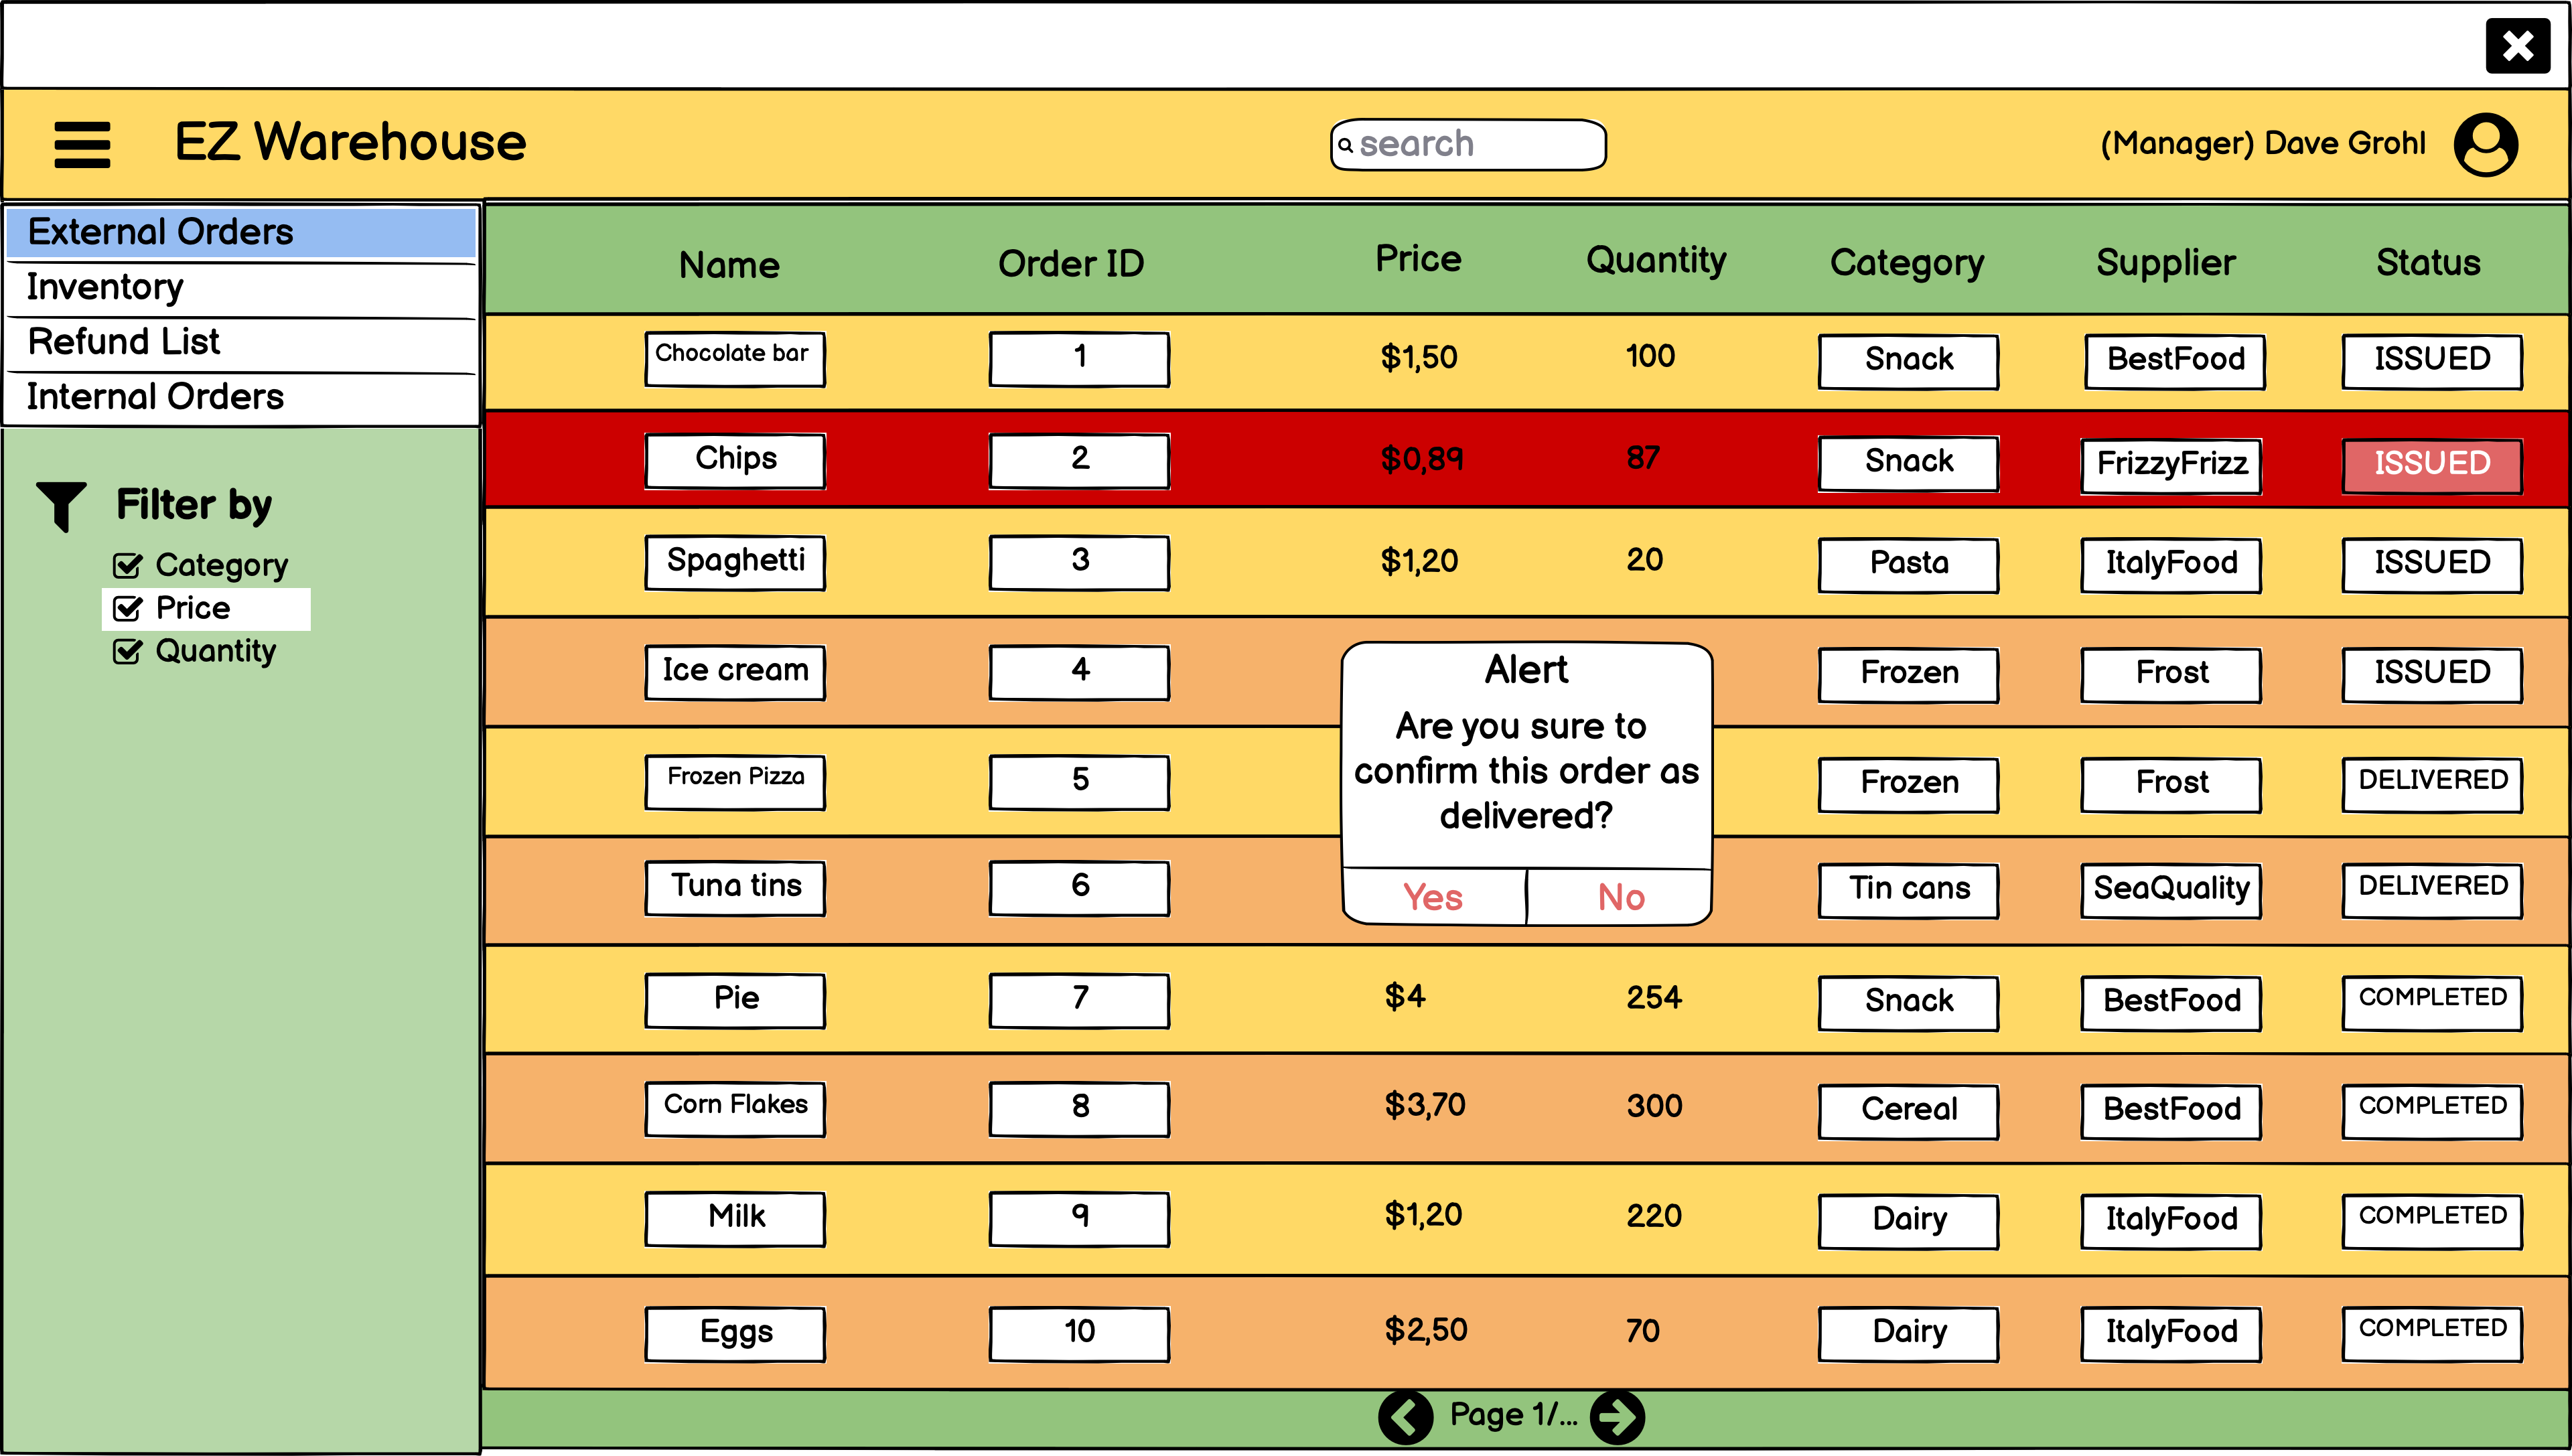 EZ Warehouse
search
(Manager) Dave Grohl
External Orders
Inventory
Refund List
Internal Orders
Filter by
Category
Price
Quantity
Name Order ID Price Quantity Category Supplier Status
Chocolate bar 1 $1,50 100 Snack BestFood ISSUED
Chips 2 $0,89 87 Snack FrizzyFrizz ISSUED
Spaghetti 3 $1,20 20 Pasta ItalyFood ISSUED
Ice cream 4 Frozen Frost ISSUED
Frozen Pizza 5 Frozen Frost DELIVERED
Tuna tins 6 Tin cans SeaQuality DELIVERED
Pie 7 $4 254 Snack BestFood COMPLETED
Corn Flakes 8 $3,70 300 Cereal BestFood COMPLETED
Milk 9 $1,20 220 Dairy ItalyFood COMPLETED
Eggs 10 $2,50 70 Dairy ItalyFood COMPLETED
Alert
Are you sure to
confirm this order as
delivered?
Yes No
Page 1/...